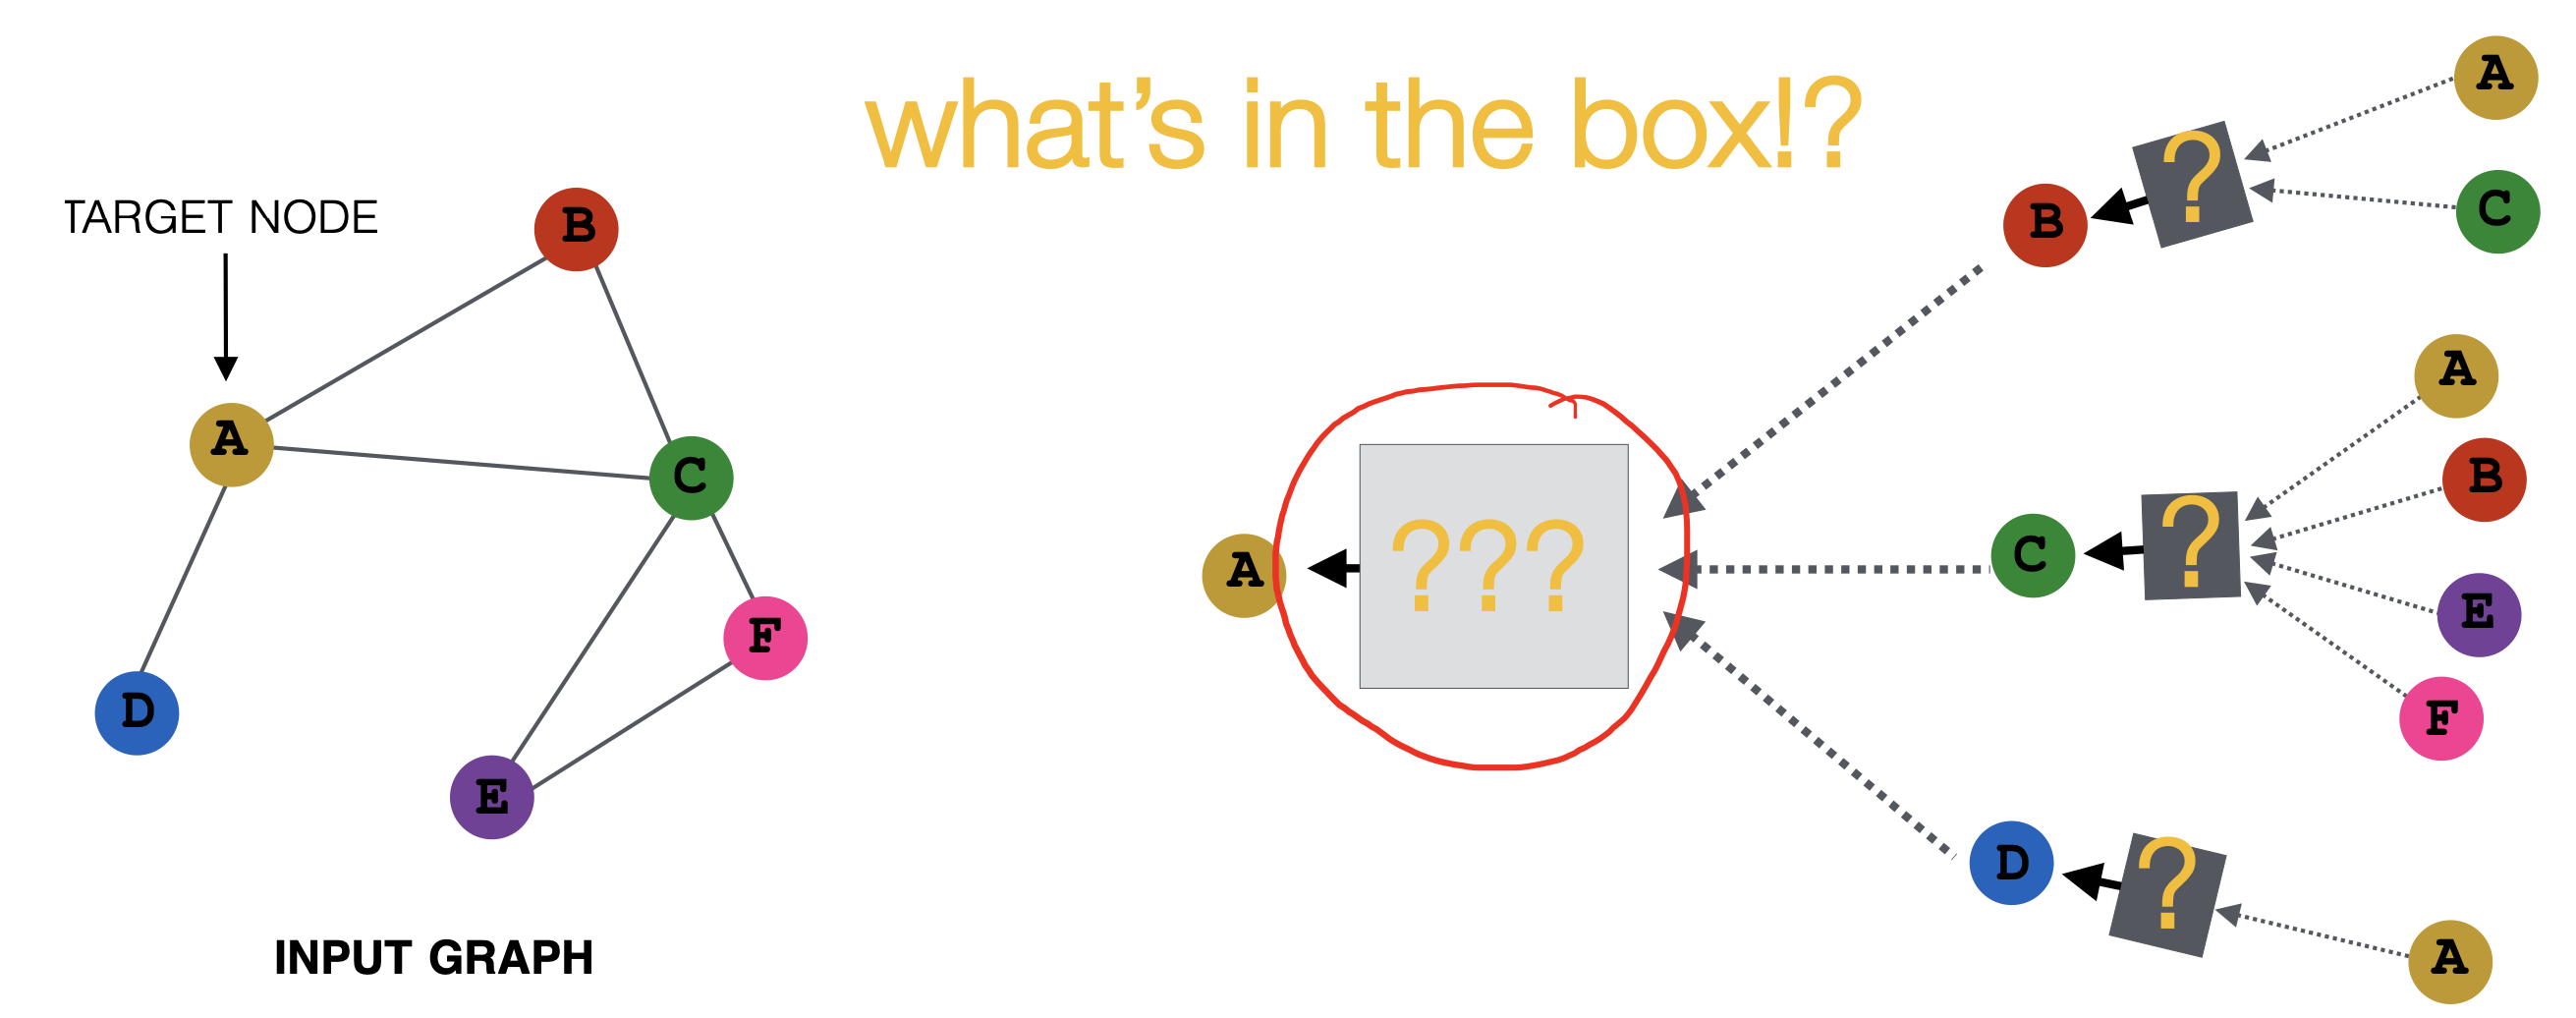 what's in the box!?
TARGET NODE
B
A
C
F
D
E
INPUT GRAPH
A
???
B
?
A
C
C
?
A
B
E
F
D
?
A